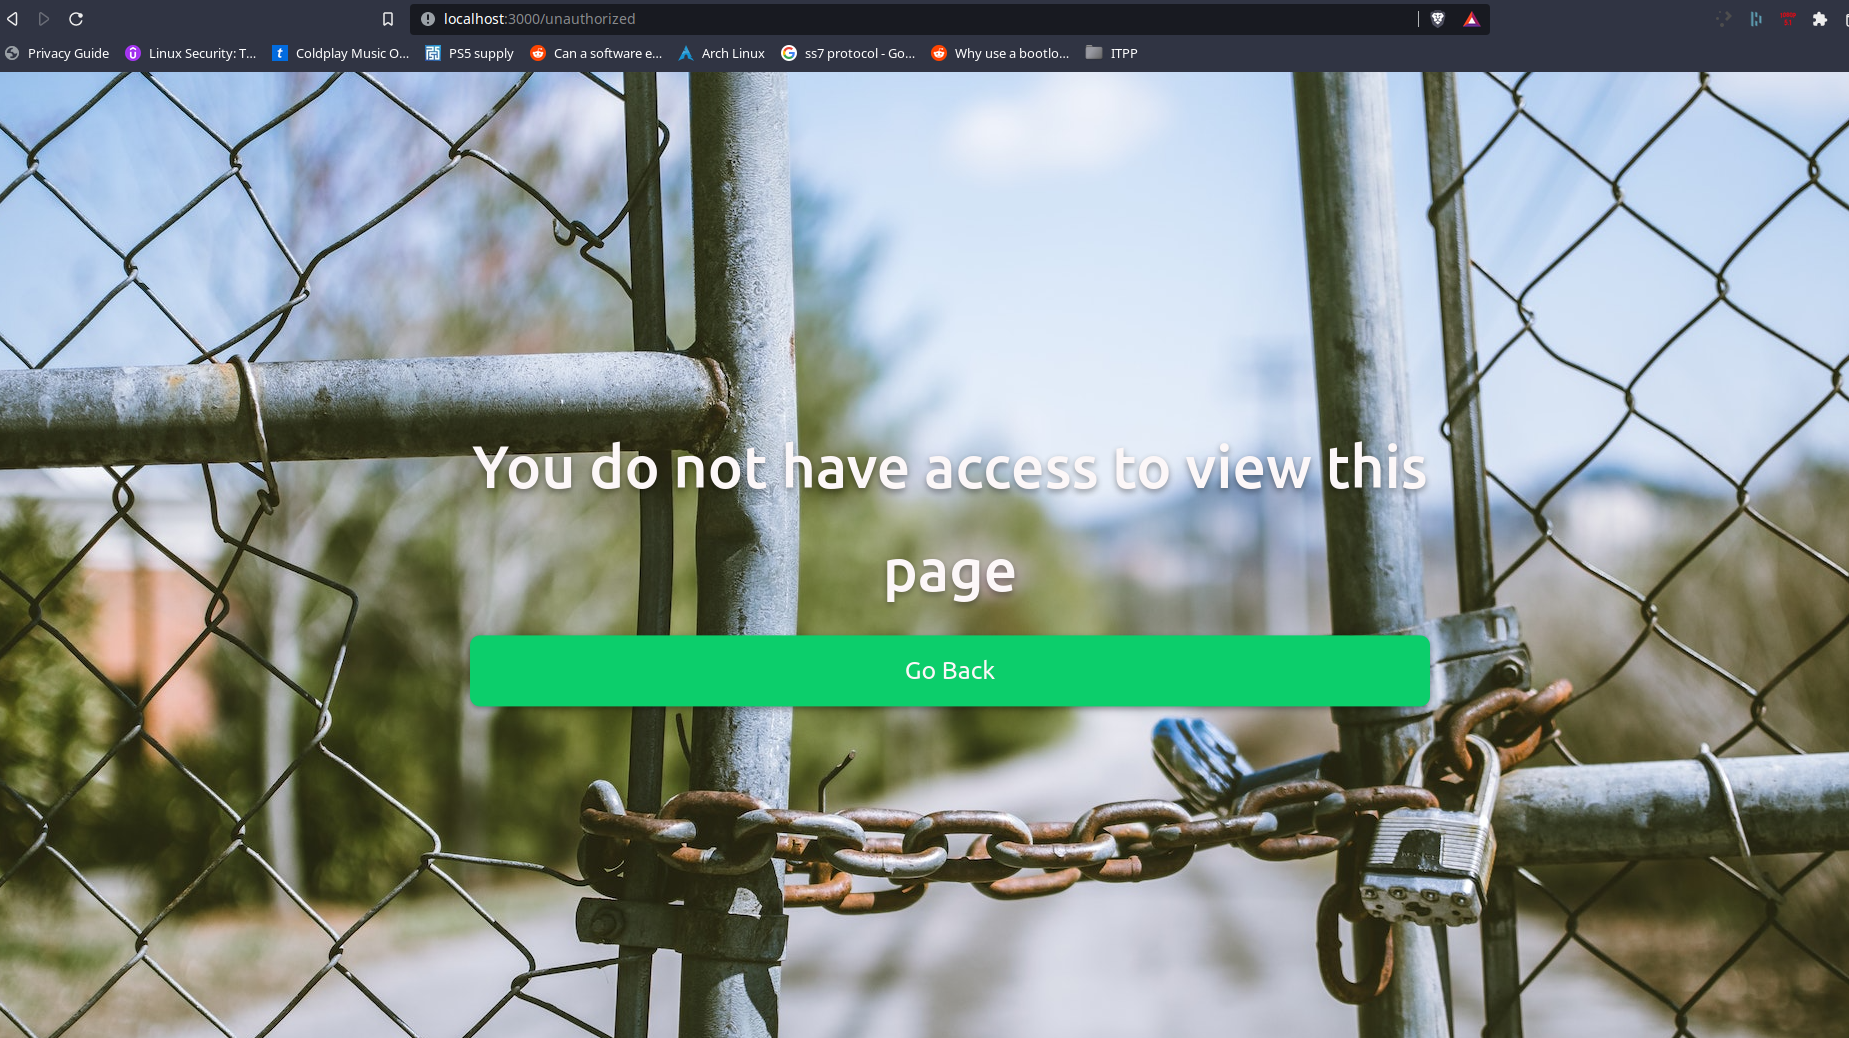 localhost:3000/unauthorized
Privacy Guide
Linux Security: T...
Coldplay Music O...
PS5 supply
Can a software e...
Arch Linux
ss7 protocol - Go...
Why use a bootlo...
ITPP
You do not have access to view this
page
Go Back